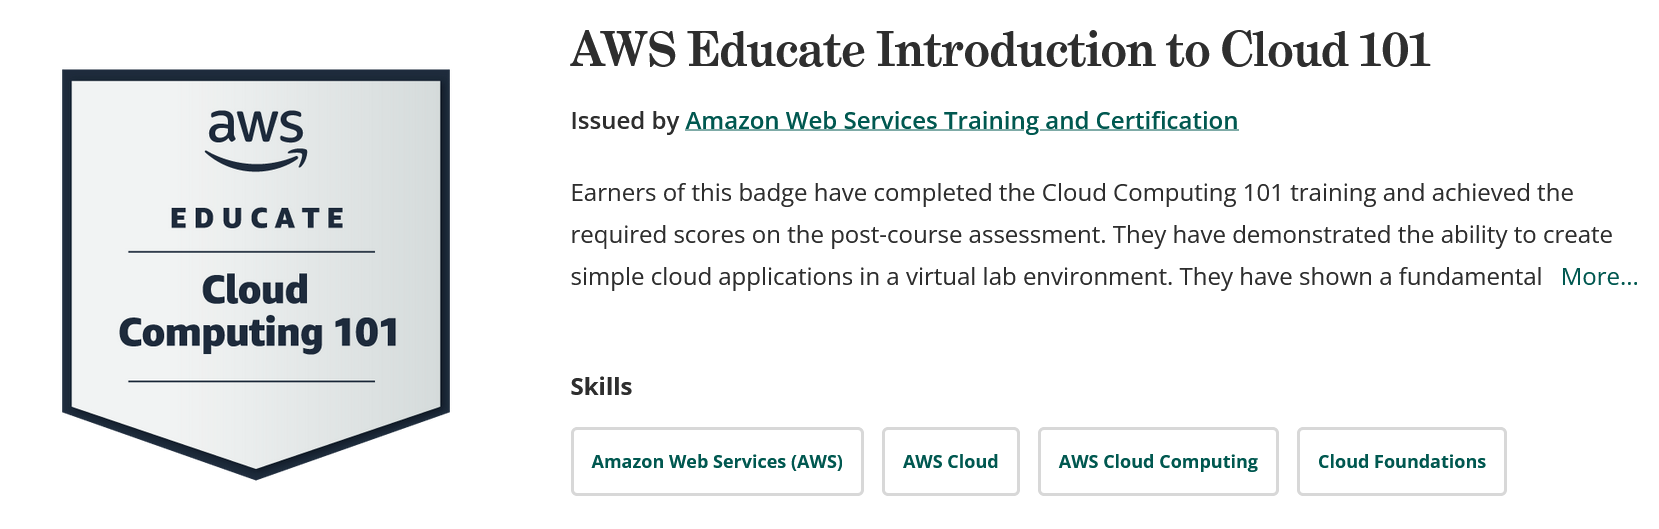 aws
EDUCATE
Cloud
Computing 101
AWS Educate Introduction to Cloud 101
Issued by Amazon Web Services Training and Certification
Earners of this badge have completed the Cloud Computing 101 training and achieved the
required scores on the post-course assessment. They have demonstrated the ability to create
simple cloud applications in a virtual lab environment. They have shown a fundamental More...
Skills
Amazon Web Services (AWS) AWS Cloud AWS Cloud Computing Cloud Foundations